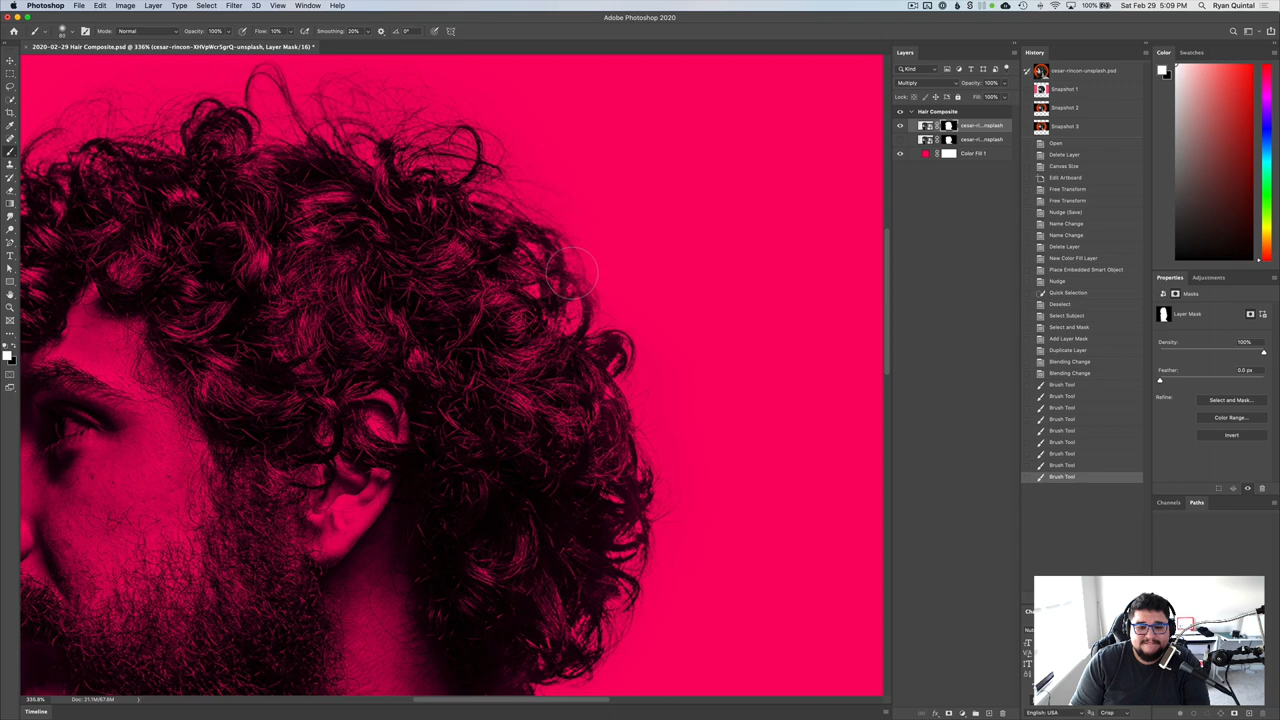 Photoshop File Edit Image Layer Type Select Filter 3D View Window Help 100% Sat Feb 29 5:09 PM Ryan Quintal
Adobe Photoshop 2020
80 Mode: Normal Opacity: 100% Flow: 10% Smoothing: 20% 0°
2020-02-29 Hair Composite.psd @ 336% (cesar-rincon-XHVpWcr5grQ-unsplash, Layer Mask/16) *
Layers
Kind
Multiply Opacity: 100%
Lock: Fill: 100%
Hair Composite
cesar-ri...nsplash
cesar-ri...nsplash
Color Fill 1
History
cesar-rincon-unsplash.psd
Snapshot 1
Snapshot 2
Snapshot 3
Open
Delete Layer
Canvas Size
Edit Artboard
Free Transform
Free Transform
Nudge (Save)
Name Change
Name Change
Delete Layer
New Color Fill Layer
Place Embedded Smart Object
Nudge
Quick Selection
Deselect
Select Subject
Select and Mask
Add Layer Mask
Duplicate Layer
Blending Change
Blending Change
Brush Tool
Brush Tool
Brush Tool
Brush Tool
Brush Tool
Brush Tool
Brush Tool
Brush Tool
Brush Tool
Color Swatches
Properties Adjustments
Masks
Layer Mask
Density: 100%
Feather: 0.0 px
Refine: Select and Mask...
Color Range...
Invert
Channels Paths
English: USA Crisp
335.8% Doc: 21.1M/67.8M
Timeline